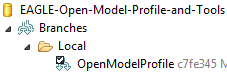 EAGLE-Open-Model-Profile-and-Tools
Branches
Local
OpenModelProfile c7fe345 M